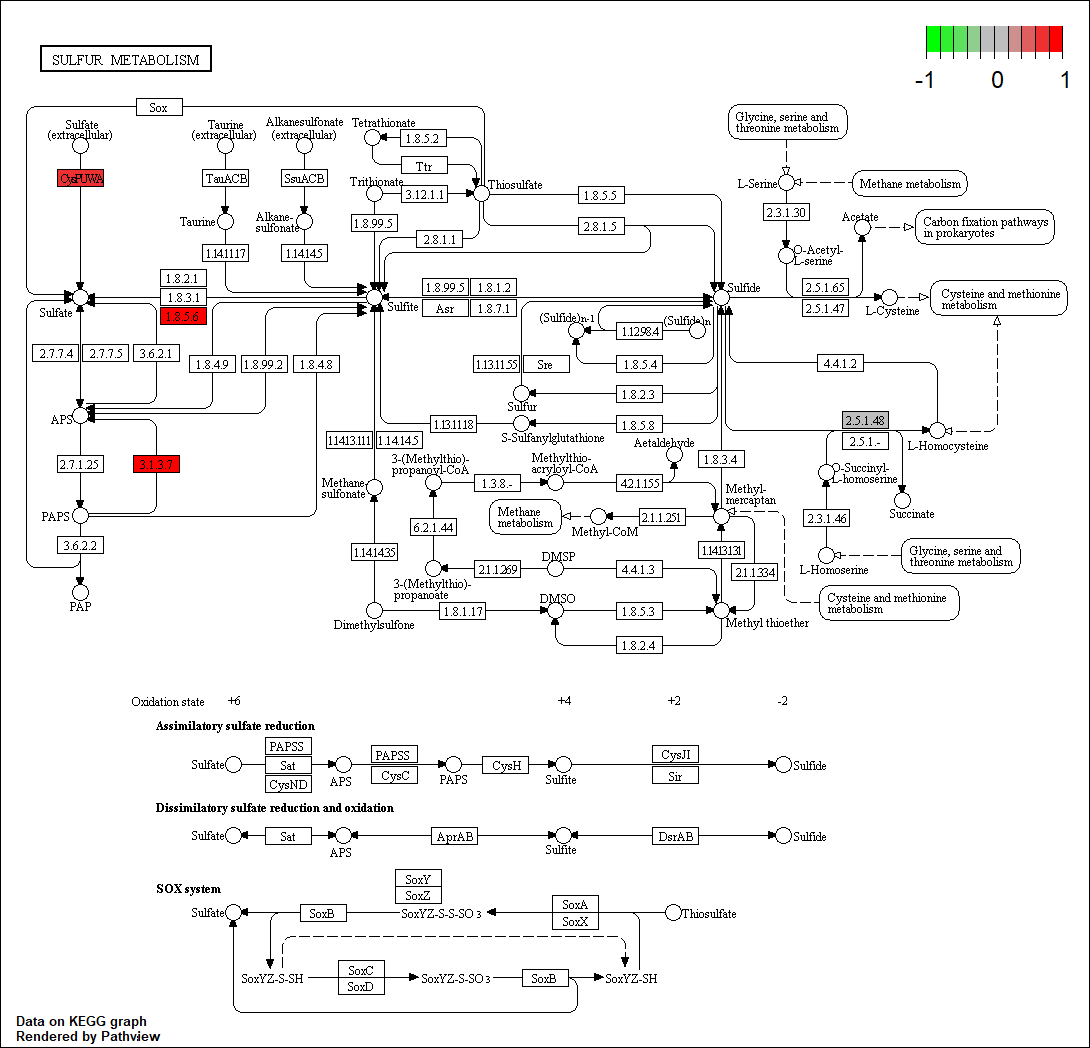 SULFUR METABOLISM
-1
0
1
Sox
Sulfate
(extracellular)
Taurine
(extracellular)
Alkanesulfonate
(extracellular)
Tetrathionate
1.8.5.2
Ttr
Trithionate
3.12.1.1
Thiosulfate
1.8.5.5
CysPUWA
TauACB
SsuACB
Taurine
Alkane-
sulfonate
1.8.99.5
2.8.1.1
2.8.1.5
1.14.11.17
1.14.14.5
Glycine, serine and
threonine metabolism
L-Serine
Methane metabolism
2.3.1.30
Acetate
Carbon fixation pathways
in prokaryotes
O-Acetyl-
L-serine
1.8.2.1
1.8.3.1
1.8.5.6
Sulfate
Sulfite
1.8.99.5
1.8.1.2
Asr
1.8.7.1
Sulfide
2.5.1.65
2.5.1.47
L-Cysteine
Cysteine and methionine
metabolism
(Sulfide)n-1
1.12.98.4
(Sulfide)n
2.7.7.4
2.7.7.5
3.6.2.1
1.8.4.9
1.8.99.2
1.8.4.8
1.13.11.55
Sre
1.8.5.4
4.4.1.2
1.8.2.3
Sulfur
APS
1.13.11.18
1.8.5.8
S-Sulfanylglutathione
2.5.1.48
2.5.1.-
L-Homocysteine
1.14.13.111
1.14.14.5
Aetaldehyde
2.7.1.25
3.1.3.7
3-(Methylthio)-
propanoyl-CoA
Methylthio-
acryloyl-CoA
1.8.3.4
O-Succinyl-
L-homoserine
Methane
sulfonate
1.3.8.-
4.2.1.155
Methyl-
mercaptan
Succinate
PAPS
Methane
metabolism
Methyl-CoM
2.1.1.251
2.3.1.46
6.2.1.44
3.6.2.2
1.14.14.35
1.14.13.131
L-Homoserine
Glycine, serine and
threonine metabolism
DMSP
2.1.1.269
4.4.1.3
2.1.1.334
3-(Methylthio)-
propanoate
Cysteine and methionine
metabolism
PAP
DMSO
Dimethylsulfone
1.8.1.17
1.8.5.3
Methyl thioether
1.8.2.4
Oxidation state
+6
+4
+2
-2
Assimilatory sulfate reduction
PAPSS
Sat
CysND
PAPSS
CysC
CysH
CysJI
Sir
Sulfate
APS
PAPS
Sulfite
Sulfide
Dissimilatory sulfate reduction and oxidation
Sulfate
Sat
APS
AprAB
Sulfite
DsrAB
Sulfide
SOX system
SoxY
SoxZ
Sulfate
SoxB
SoxYZ-S-S-SO 3
SoxA
SoxX
Thiosulfate
SoxYZ-S-SH
SoxC
SoxD
SoxYZ-S-SO 3
SoxB
SoxYZ-SH
Data on KEGG graph
Rendered by Pathview